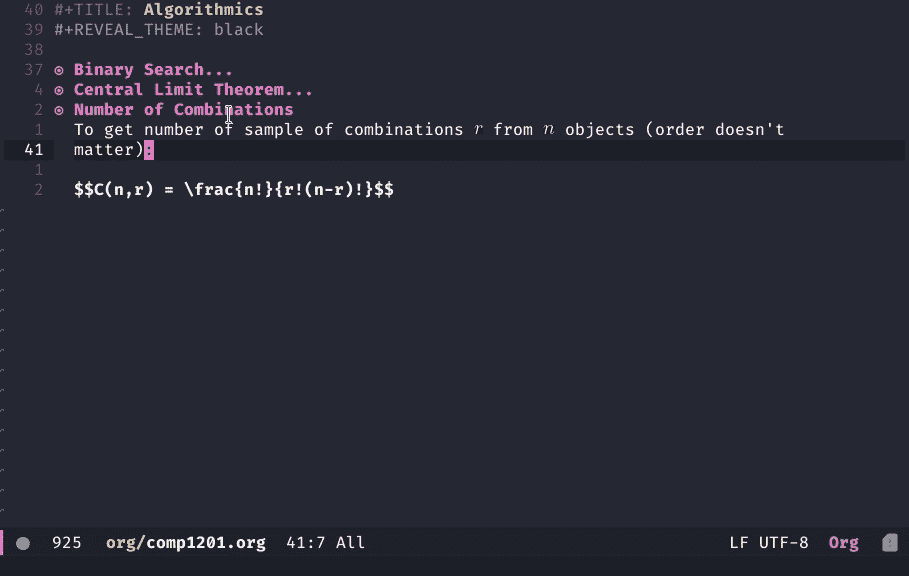 40 #+TITLE: Algorithmics
39 #+REVEAL_THEME: black
38
37 ⊙ Binary Search...
4 ⊙ Central Limit Theorem...
2 ⊙ Number of Combinations
1 To get number of sample of combinations r from n objects (order doesn't
41 matter):
1
2 $$C(n,r) = \frac{n!}{r!(n-r)!}$$
925 org/comp1201.org 41:7 All LF UTF-8 Org